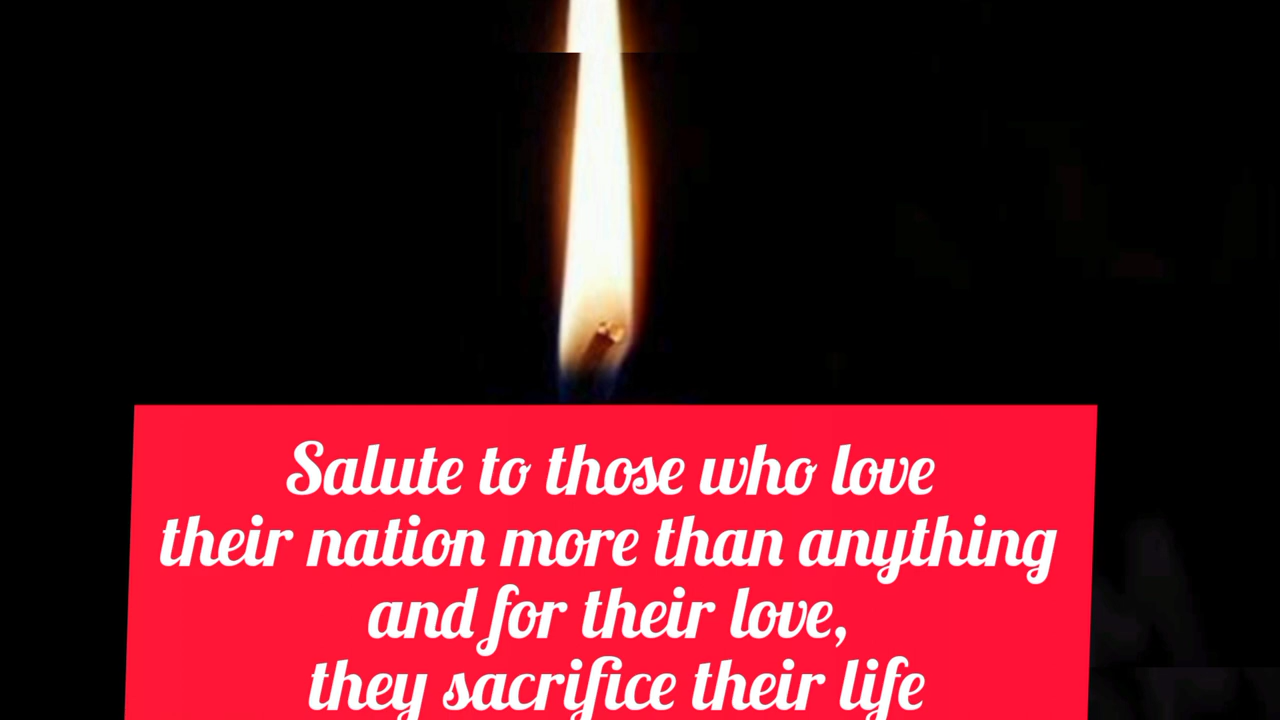 Salute to those who love
their nation more than anything
and for their love,
they sacrifice their life